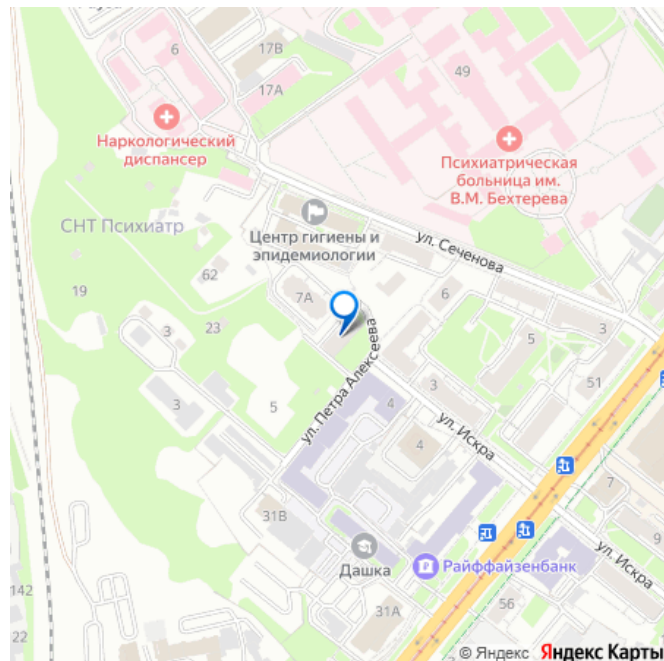 6
17В
17А
49
Наркологический
диспансер
Психиатрическая
больница им.
В.М. Бехтерева
СНТ Психиатр
Центр гигиены и
эпидемиологии
ул. Сеченова
62
19
7А
6
3
23
5
3
ул. Петра Алексеева
3
51
3
5
4
4
ул. Искра
31В
7
9
Дашка
Райффайзенбанк
ул. Искра
142
31А
56
22
© Яндекс Яндекс Карты